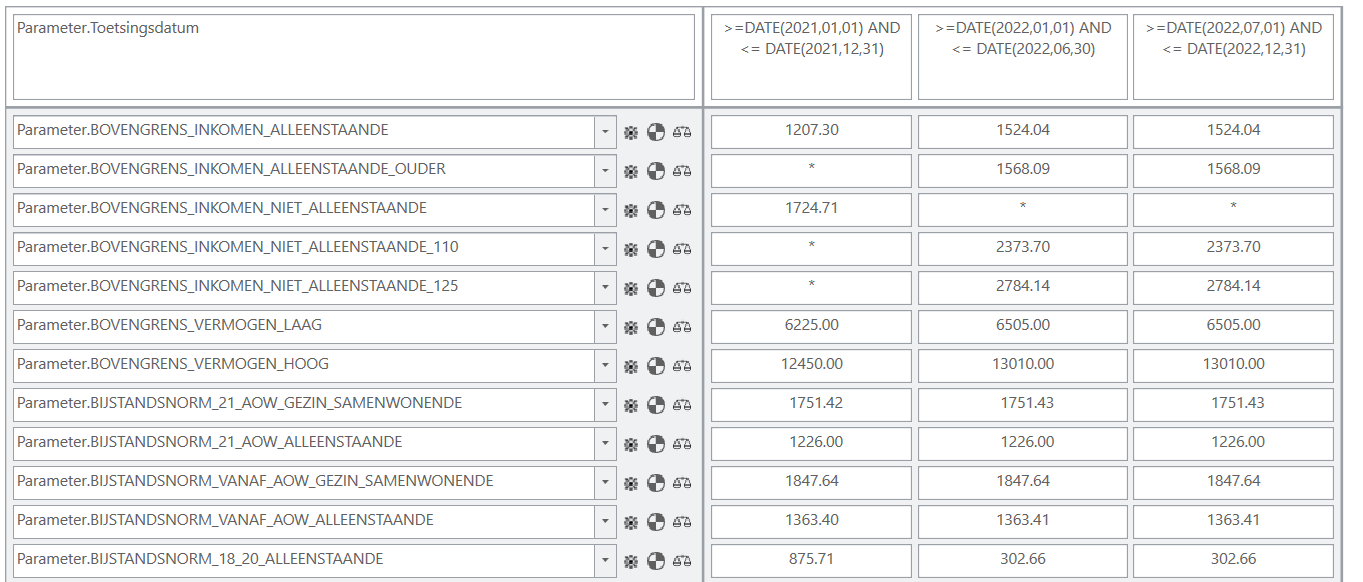 Parameter.Toetsingsdatum >=DATE(2021,01,01) AND <= DATE(2021,12,31) >=DATE(2022,01,01) AND <= DATE(2022,06,30) >=DATE(2022,07,01) AND <= DATE(2022,12,31)
Parameter.BOVENGRENS_INKOMEN_ALLEENSTAANDE 1207.30 1524.04 1524.04
Parameter.BOVENGRENS_INKOMEN_ALLEENSTAANDE_OUDER * 1568.09 1568.09
Parameter.BOVENGRENS_INKOMEN_NIET_ALLEENSTAANDE 1724.71 * *
Parameter.BOVENGRENS_INKOMEN_NIET_ALLEENSTAANDE_110 * 2373.70 2373.70
Parameter.BOVENGRENS_INKOMEN_NIET_ALLEENSTAANDE_125 * 2784.14 2784.14
Parameter.BOVENGRENS_VERMOGEN_LAAG 6225.00 6505.00 6505.00
Parameter.BOVENGRENS_VERMOGEN_HOOG 12450.00 13010.00 13010.00
Parameter.BIJSTANDSNORM_21_AOW_GEZIN_SAMENWONENDE 1751.42 1751.43 1751.43
Parameter.BIJSTANDSNORM_21_AOW_ALLEENSTAANDE 1226.00 1226.00 1226.00
Parameter.BIJSTANDSNORM_VANAF_AOW_GEZIN_SAMENWONENDE 1847.64 1847.64 1847.64
Parameter.BIJSTANDSNORM_VANAF_AOW_ALLEENSTAANDE 1363.40 1363.41 1363.41
Parameter.BIJSTANDSNORM_18_20_ALLEENSTAANDE 875.71 302.66 302.66